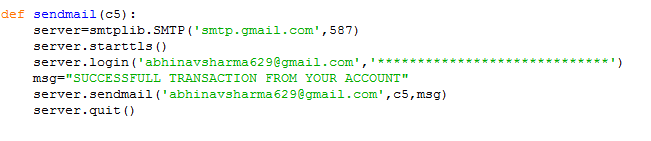 def sendmail(c5):
    server=smtplib.SMTP('smtp.gmail.com',587)
    server.starttls()
    server.login('abhinavsharma629@gmail.com','*****************************')
    msg="SUCCESSFULL TRANSACTION FROM YOUR ACCOUNT"
    server.sendmail('abhinavsharma629@gmail.com',c5,msg)
    server.quit()